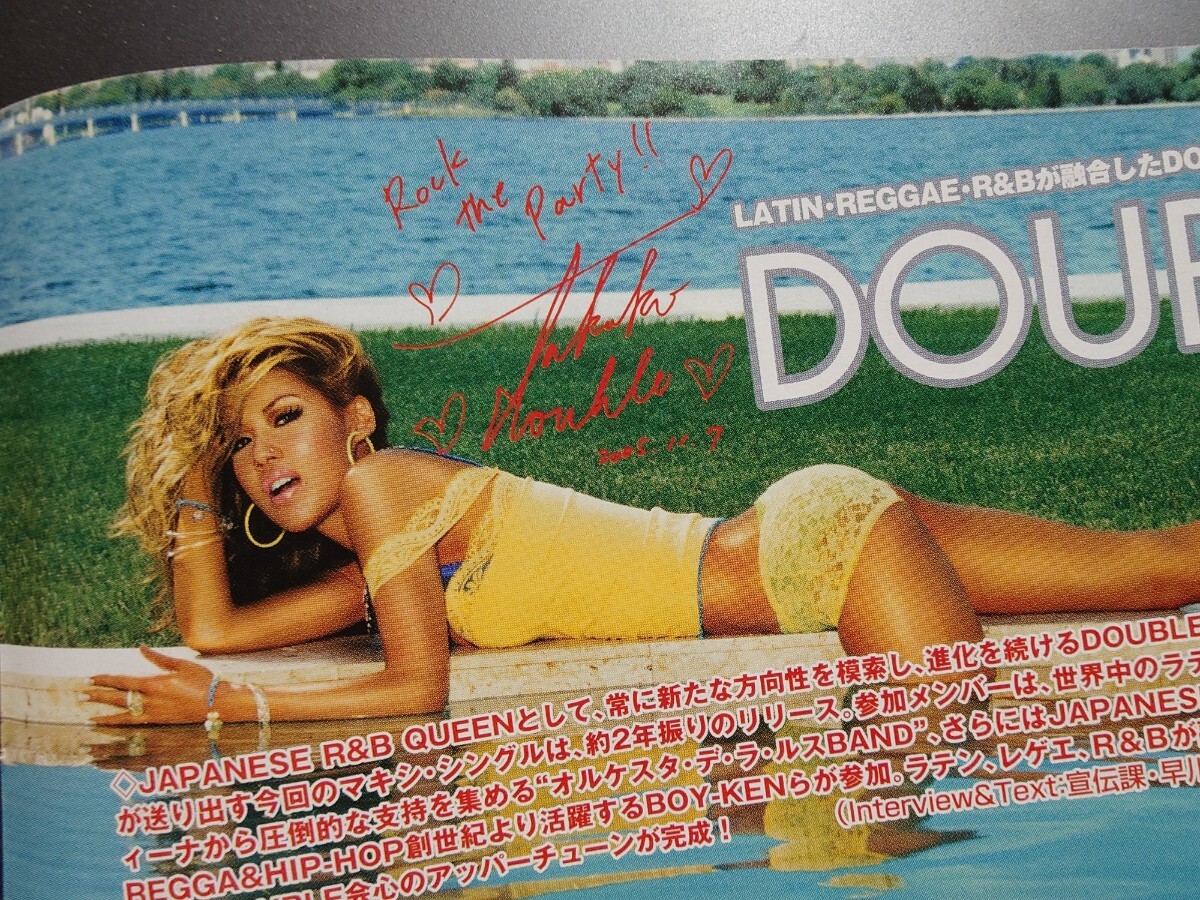 Rock the Party!!
Takako
Double
2005.11.7
LATIN・REGGAE・R&Bが融合したDO
DOUB
◇JAPANESE R&B QUEENとして、常に新たな方向性を模索し、進化を続けるDOUBLE
が送り出す今回のマキシ・シングルは、約2年振りのリリース。参加メンバーは、世界中のラテ
ィーナから圧倒的な支持を集める“オルケスタ・デ・ラ・ルスBAND”、さらにはJAPANES
REGGA&HIP-HOP創世紀より活躍するBOY-KENらが参加。ラテン、レゲエ、R&Bが
BLE会心のアッパーチューンが完成！
(Interview&Text-宣伝課・早川